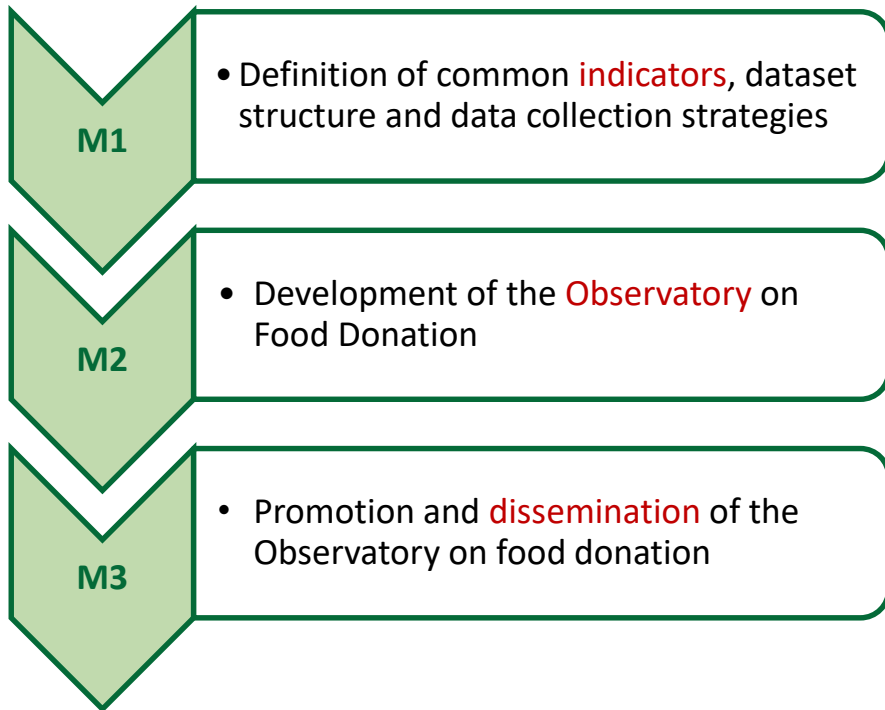 M1
• Definition of common indicators, dataset
structure and data collection strategies
M2
• Development of the Observatory on
Food Donation
M3
• Promotion and dissemination of the
Observatory on food donation